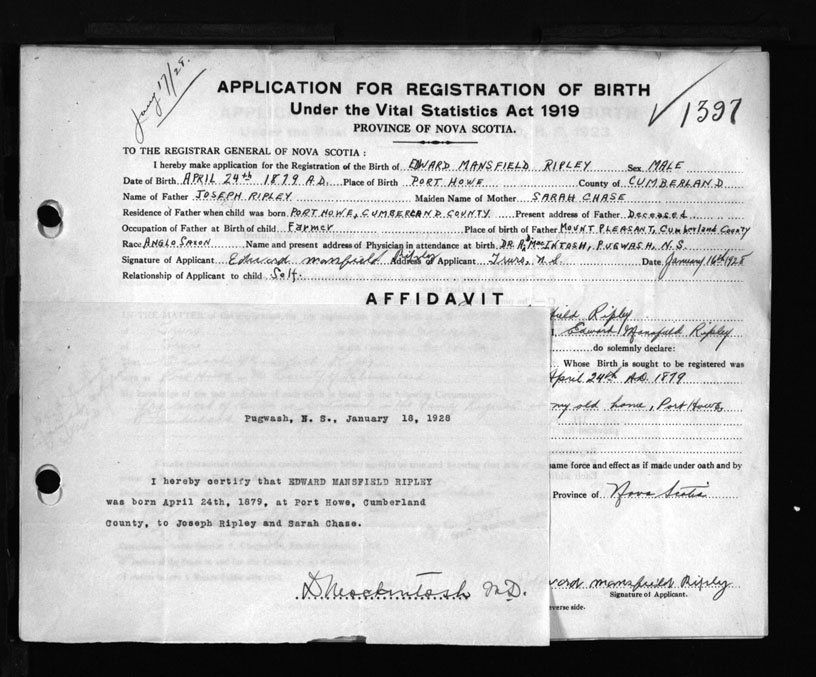 Jany 17/28.
APPLICATION FOR REGISTRATION OF BIRTH
Under the Vital Statistics Act 1919
PROVINCE OF NOVA SCOTIA.
1397
TO THE REGISTRAR GENERAL OF NOVA SCOTIA :
I hereby make application for the Registration of the Birth of EDWARD MANSFIELD RIPLEY Sex MALE
Date of Birth APRIL 24th 1879 A.D. Place of Birth PORT HOWE County of CUMBERLAND
Name of Father JOSEPH RIPLEY Maiden Name of Mother SARAH CHASE
Residence of Father when child was born PORT HOWE, CUMBERLAND COUNTY Present address of Father Deceased
Occupation of Father at Birth of child Farmer Place of birth of Father MOUNT PLEASANT, Cumberland COUNTY
Race ANGLO SAXON Name and present address of Physician in attendance at birth DR. MacINTOSH, PUGWASH, N.S.
Signature of Applicant Edward Mansfield Ripley Address of Applicant Truro, N.S. Date January 16th 1928
Relationship of Applicant to child Self.
AFFIDAVIT
field Ripley
I, Edward Mansfield Ripley
do solemnly declare:
Whose Birth is sought to be registered was
April 24th A.D. 1879
my old home, Port Howe,
same force and effect as if made under oath and by
Province of Nova Scotia
ward Mansfield Ripley
Signature of Applicant.
everse side.
Pugwash, N. S., January 18, 1928
I hereby certify that EDWARD MANSFIELD RIPLEY
was born April 24th, 1879, at Port Howe, Cumberland
County, to Joseph Ripley and Sarah Chase.
D Mackintosh M.D.